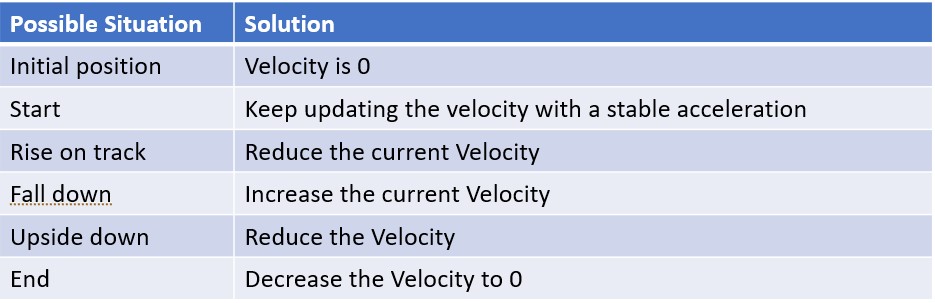 Possible Situation Solution
Initial position Velocity is 0
Start Keep updating the velocity with a stable acceleration
Rise on track Reduce the current Velocity
Fall down Increase the current Velocity
Upside down Reduce the Velocity
End Decrease the Velocity to 0